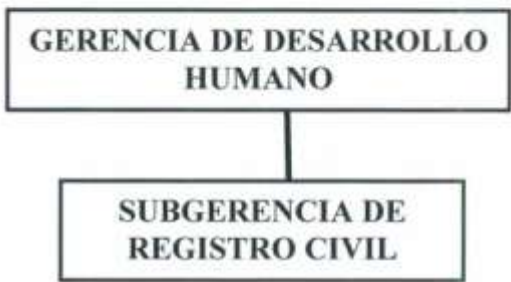 GERENCIA DE DESARROLLO
HUMANO
SUBGERENCIA DE
REGISTRO CIVIL